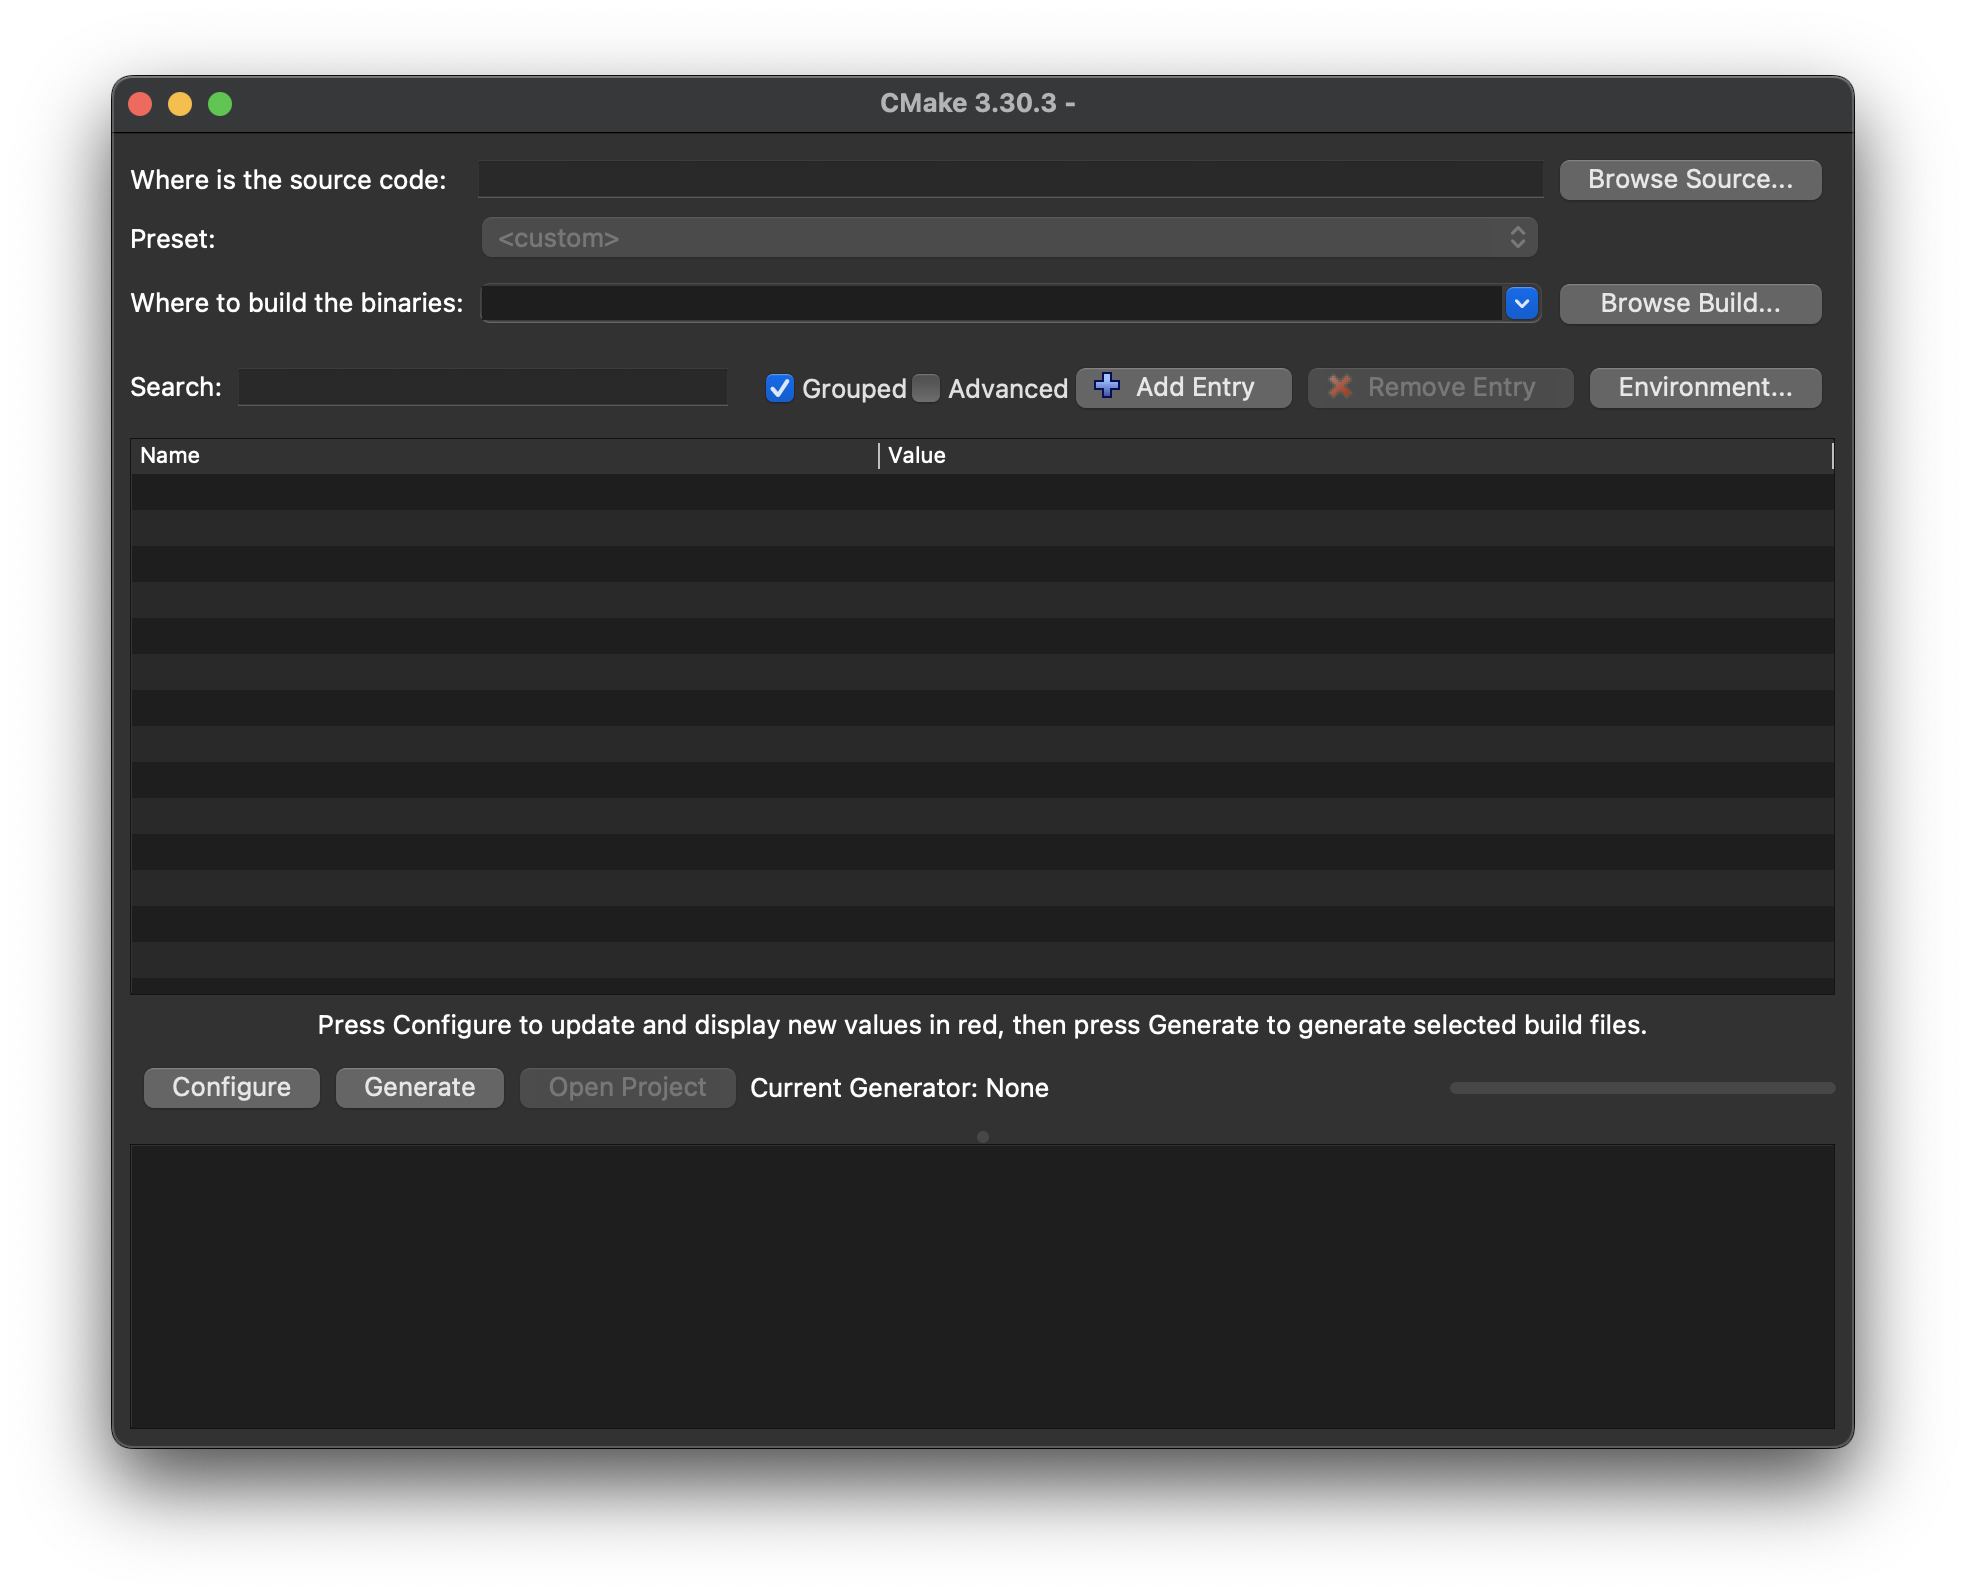 CMake 3.30.3 -
Where is the source code:
Browse Source...
Preset:
<custom>
Where to build the binaries:
Browse Build...
Search:
Grouped
Advanced
Add Entry
Remove Entry
Environment...
Name
Value
Press Configure to update and display new values in red, then press Generate to generate selected build files.
Configure
Generate
Open Project
Current Generator: None